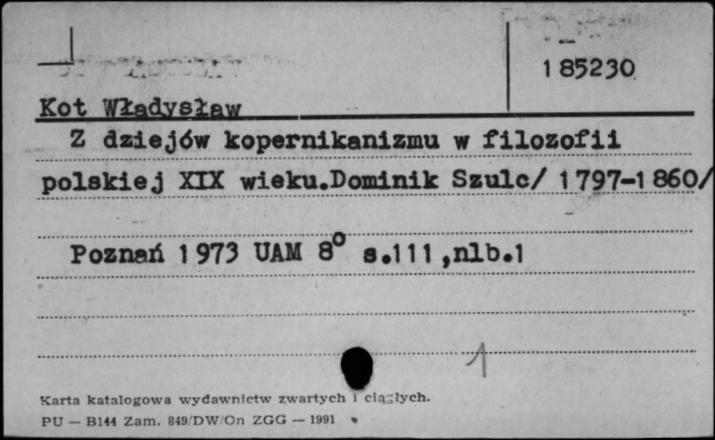 185230
Kot Władysław
Z dziejów kopernikanizmu w filozofii
polskiej XIX wieku.Dominik Szulc/ 1797-1860/
Poznań 1973 UAM 8° s.111,nlb.1
1
Karta katalogowa wydawnictw zwartych i ciągłych.
PU — B144 Zam. 849/DW/On ZGG — 1991